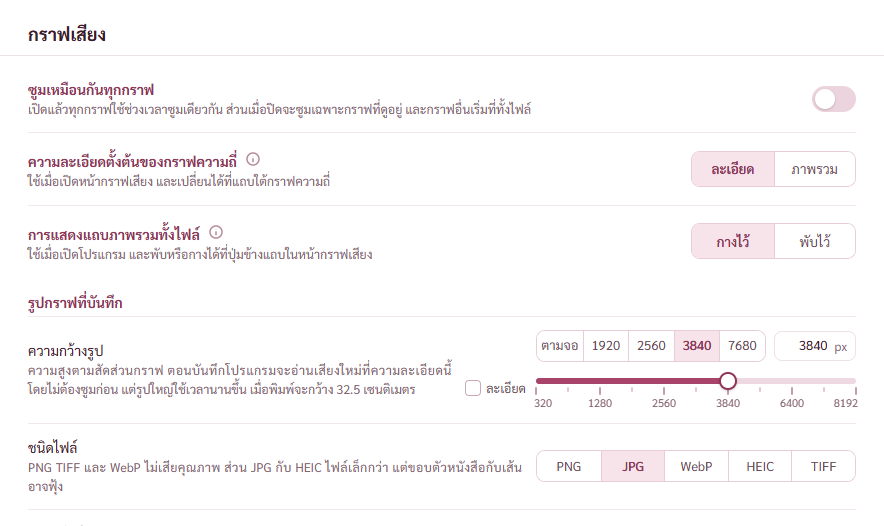 กราฟเสียง
ซูมเหมือนกันทุกกราฟ
เปิดแล้วทุกกราฟใช้ช่วงเวลาซูมเดียวกัน ส่วนเมื่อปิดจะซูมเฉพาะกราฟที่ดูอยู่ และกราฟอื่นเริ่มที่ทั้งไฟล์
ความละเอียดตั้งต้นของกราฟความถี่
ใช้เมื่อเปิดหน้ากราฟเสียง และเปลี่ยนได้ที่แถบใต้กราฟความถี่
ละเอียด ภาพรวม
การแสดงแถบภาพรวมทั้งไฟล์
ใช้เมื่อเปิดโปรแกรม และพับหรือกางได้ที่ปุ่มข้างแถบในหน้ากราฟเสียง
กางไว้ พับไว้
รูปกราฟที่บันทึก
ความกว้างรูป
ความสูงตามสัดส่วนกราฟ ตอนบันทึกโปรแกรมจะอ่านเสียงใหม่ที่ความละเอียดนี้
โดยไม่ต้องซูมก่อน แต่รูปใหญ่ใช้เวลานานขึ้น เมื่อพิมพ์จะกว้าง 32.5 เซนติเมตร
ตามจอ 1920 2560 3840 7680 3840 px
ละเอียด
320 1280 2560 3840 6400 8192
ชนิดไฟล์
PNG TIFF และ WebP ไม่เสียคุณภาพ ส่วน JPG กับ HEIC ไฟล์เล็กกว่า แต่ขอบตัวหนังสือกับเส้น
อาจฟุ้ง
PNG JPG WebP HEIC TIFF